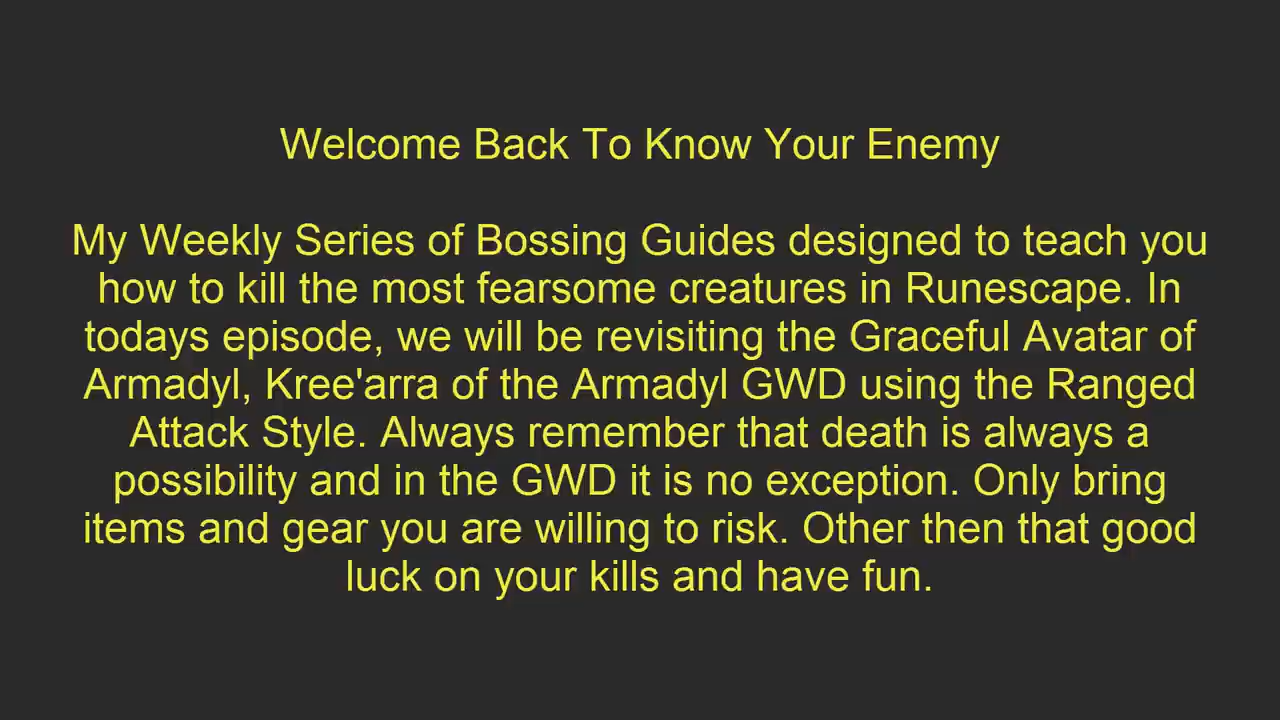 Welcome Back To Know Your Enemy
My Weekly Series of Bossing Guides designed to teach you
how to kill the most fearsome creatures in Runescape. In
todays episode, we will be revisiting the Graceful Avatar of
Armadyl, Kree'arra of the Armadyl GWD using the Ranged
Attack Style. Always remember that death is always a
possibility and in the GWD it is no exception. Only bring
items and gear you are willing to risk. Other then that good
luck on your kills and have fun.